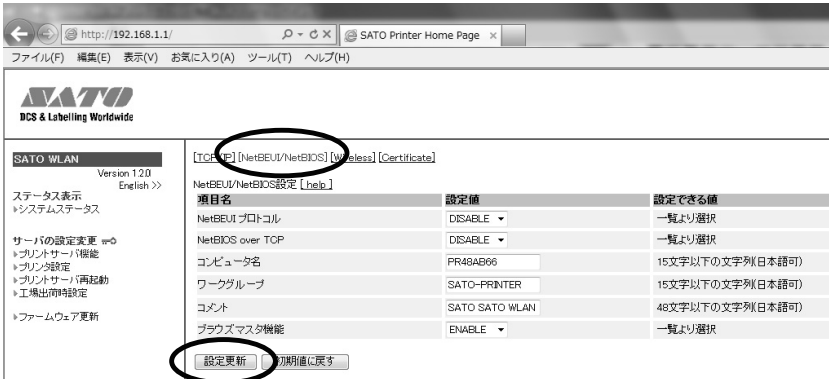 http://192.168.1.1/
SATO Printer Home Page
ファイル(F) 編集(E) 表示(V) お気に入り(A) ツール(T) ヘルプ(H)
SATO
DCS & Labelling Worldwide
SATO WLAN
Version 1.2.0
English >>
ステータス表示
システムステータス
サーバの設定変更
プリントサーバ機能
プリンタ設定
プリントサーバ再起動
工場出荷時設定
ファームウェア更新
[TCP/IP] [NetBEUI/NetBIOS] [Wireless] [Certificate]
NetBEUI/NetBIOS設定 [ help ]
項目名 設定値 設定できる値
NetBEUI プロトコル DISABLE 一覧より選択
NetBIOS over TCP DISABLE 一覧より選択
コンピュータ名 PR48AB66 15文字以下の文字列(日本語可)
ワークグループ SATO-PRINTER 15文字以下の文字列(日本語可)
コメント SATO SATO WLAN 48文字以下の文字列(日本語可)
ブラウズマスタ機能 ENABLE 一覧より選択
設定更新 初期値に戻す